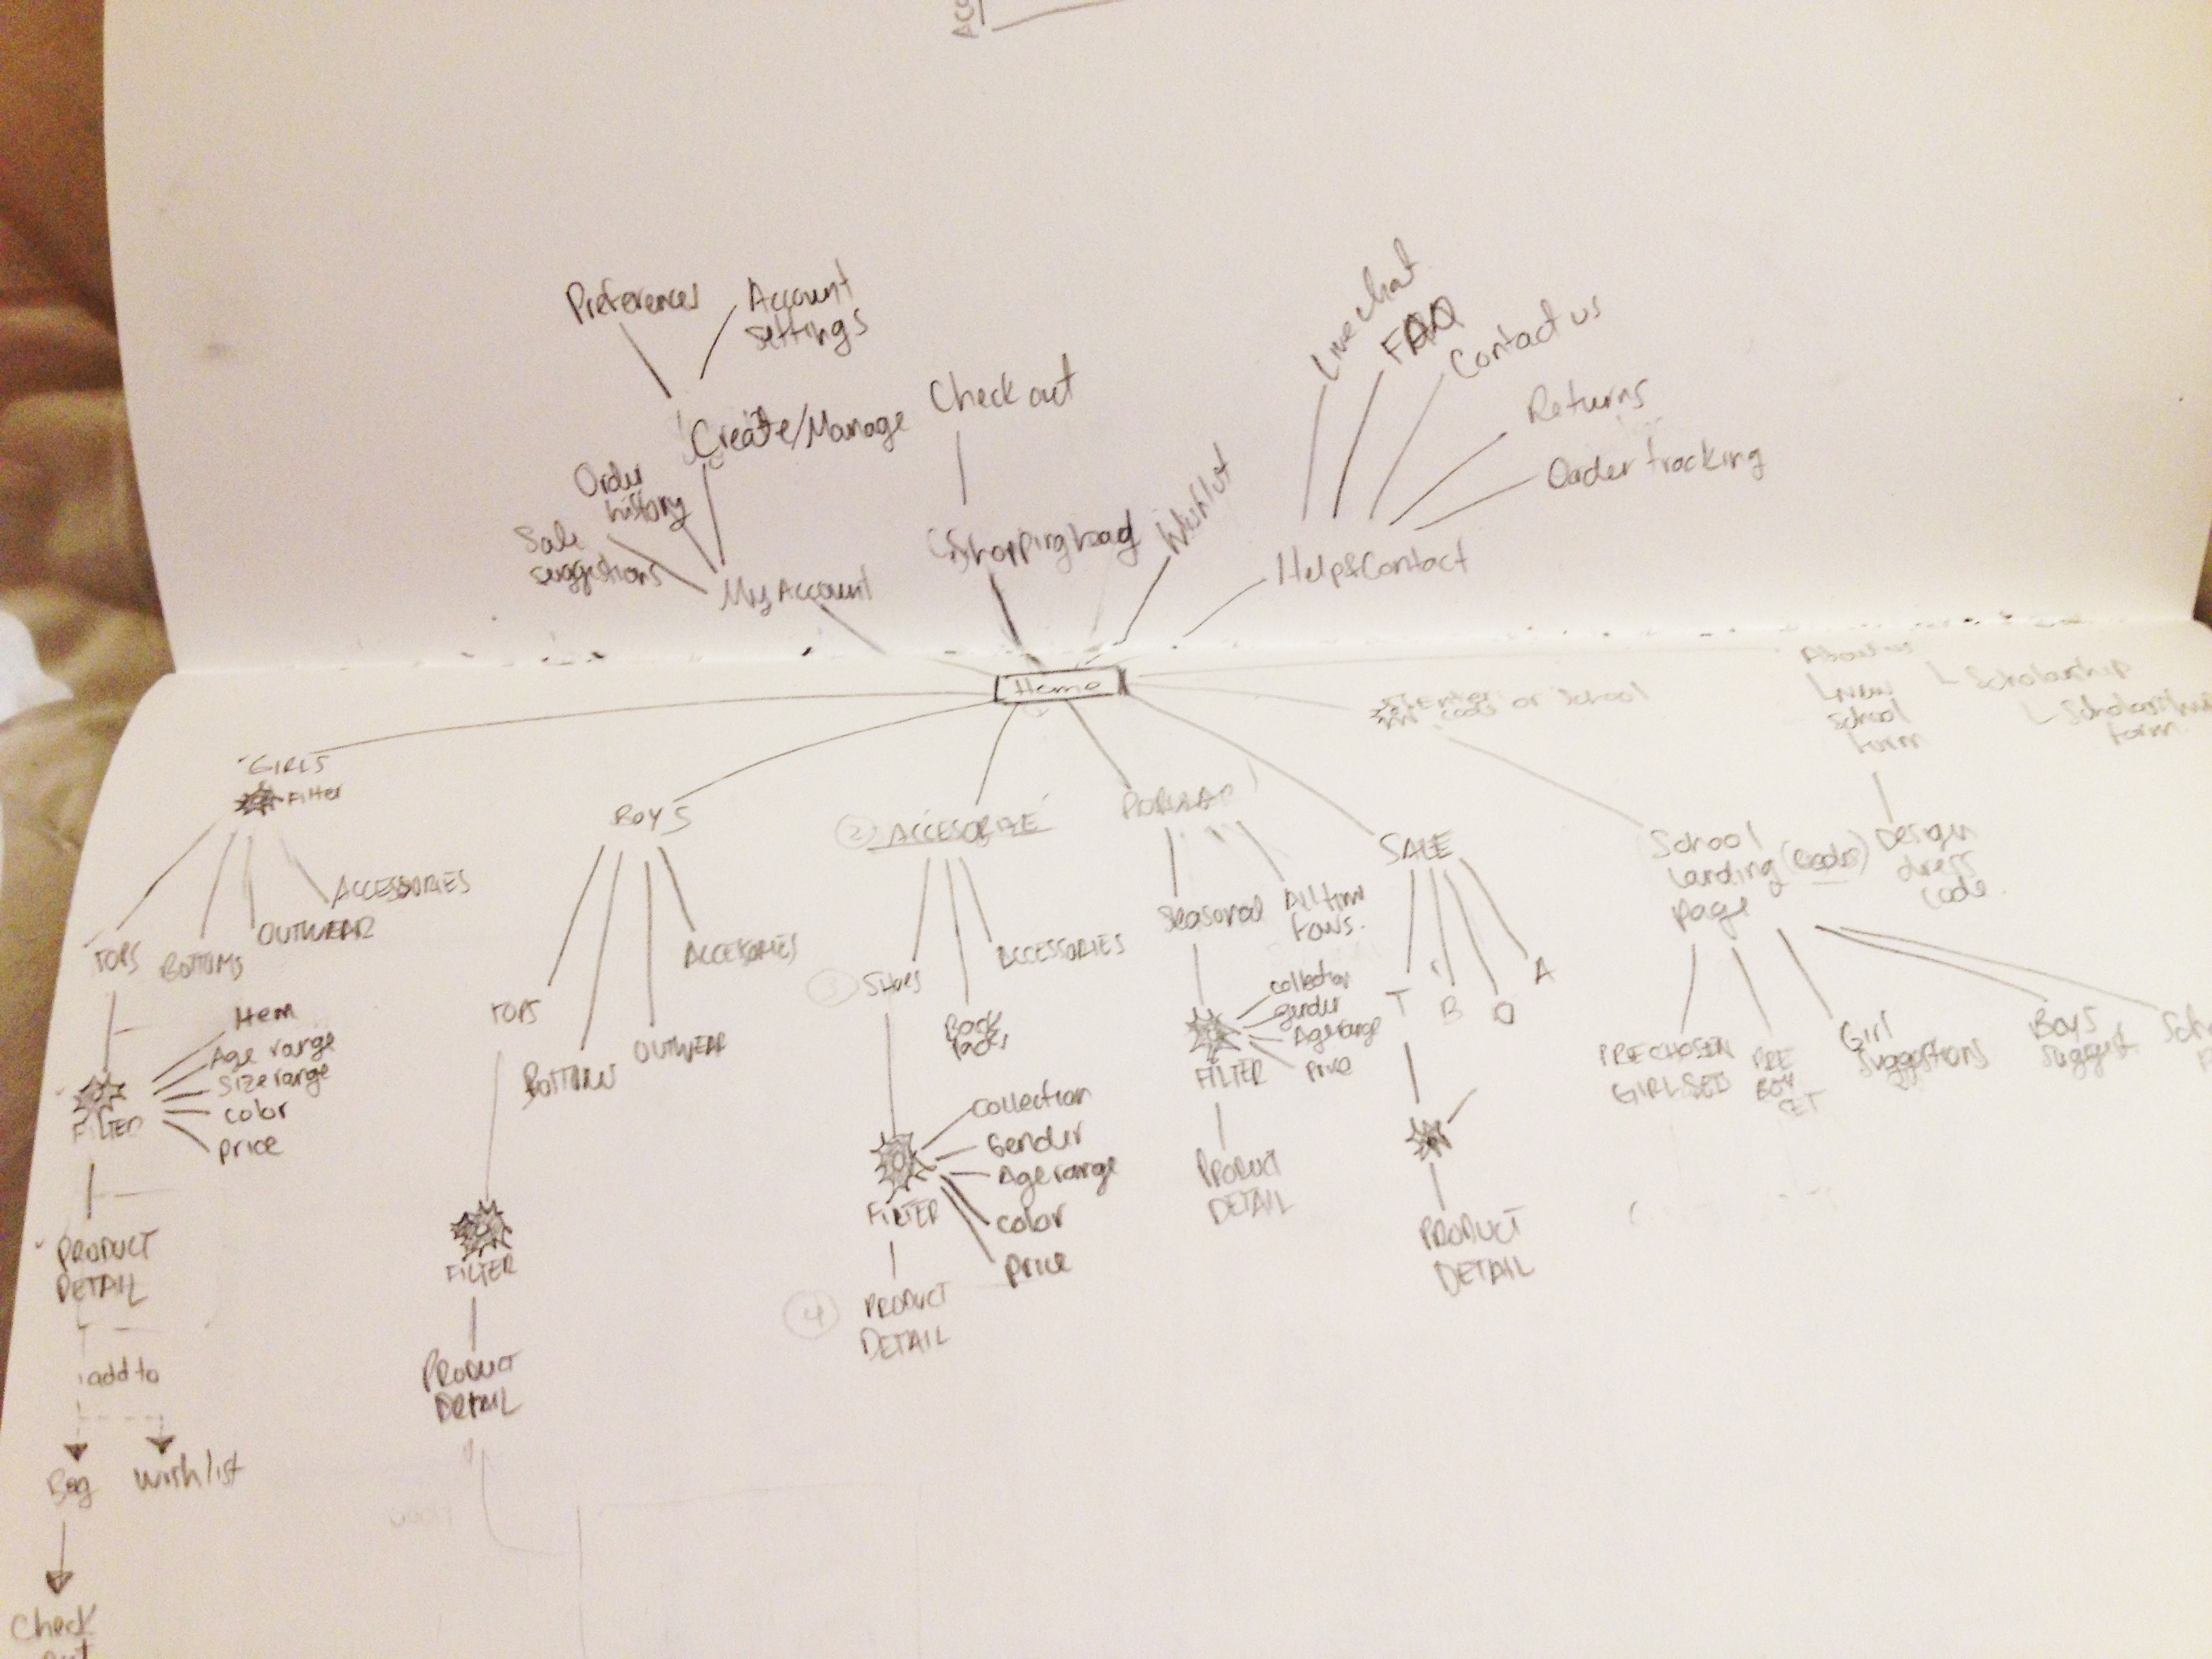 Preferences
Account
settings
Create/Manage
Order
history
Sale
suggestions
My Account
Check out
Shopping bag
Wishlist
Live chat
FAQ
Contact us
Returns
Order tracking
Help&Contact
Home
GIRLS
Filter
TOPS
BOTTOMS
OUTWEAR
ACCESSORIES
Item
Age range
Size range
color
price
FILTER
PRODUCT
DETAIL
add to
Bag
wishlist
Check
out
BOYS
TOPS
BOTTOMS
OUTWEAR
ACCESORIES
FILTER
PRODUCT
DETAIL
2
ACCESORIZE
3
SHOES
Back
packs
ACCESSORIES
Collection
Gender
Age range
color
price
FILTER
4
PRODUCT
DETAIL
POPULAR
Seasonal
All time
favs.
collection
gender
Age range
price
FILTER
PRODUCT
DETAIL
SALE
T
B
O
A
PRODUCT
DETAIL
Enter
code or School
School
Landing (code)
page
PRE CHOSEN
GIRL SETS
PRE
BOY
SET
Girl
suggestions
Boys
suggest.
About us
New
School
form
Scholarship
Scholarship
form
Design
dress
code.